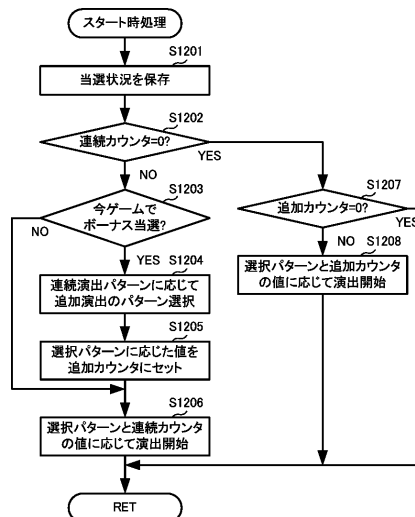 スタート時処理
S1201
当選状況を保存
S1202
連続カウンタ=0?
YES
NO
S1203
今ゲームで
ボーナス当選?
NO
YES
S1204
連続演出パターンに応じて
追加演出のパターン選択
S1205
選択パターンに応じた値を
追加カウンタにセット
S1206
選択パターンと連続カウンタ
の値に応じて演出開始
S1207
追加カウンタ=0?
YES
NO
S1208
選択パターンと追加カウンタ
の値に応じて演出開始
RET